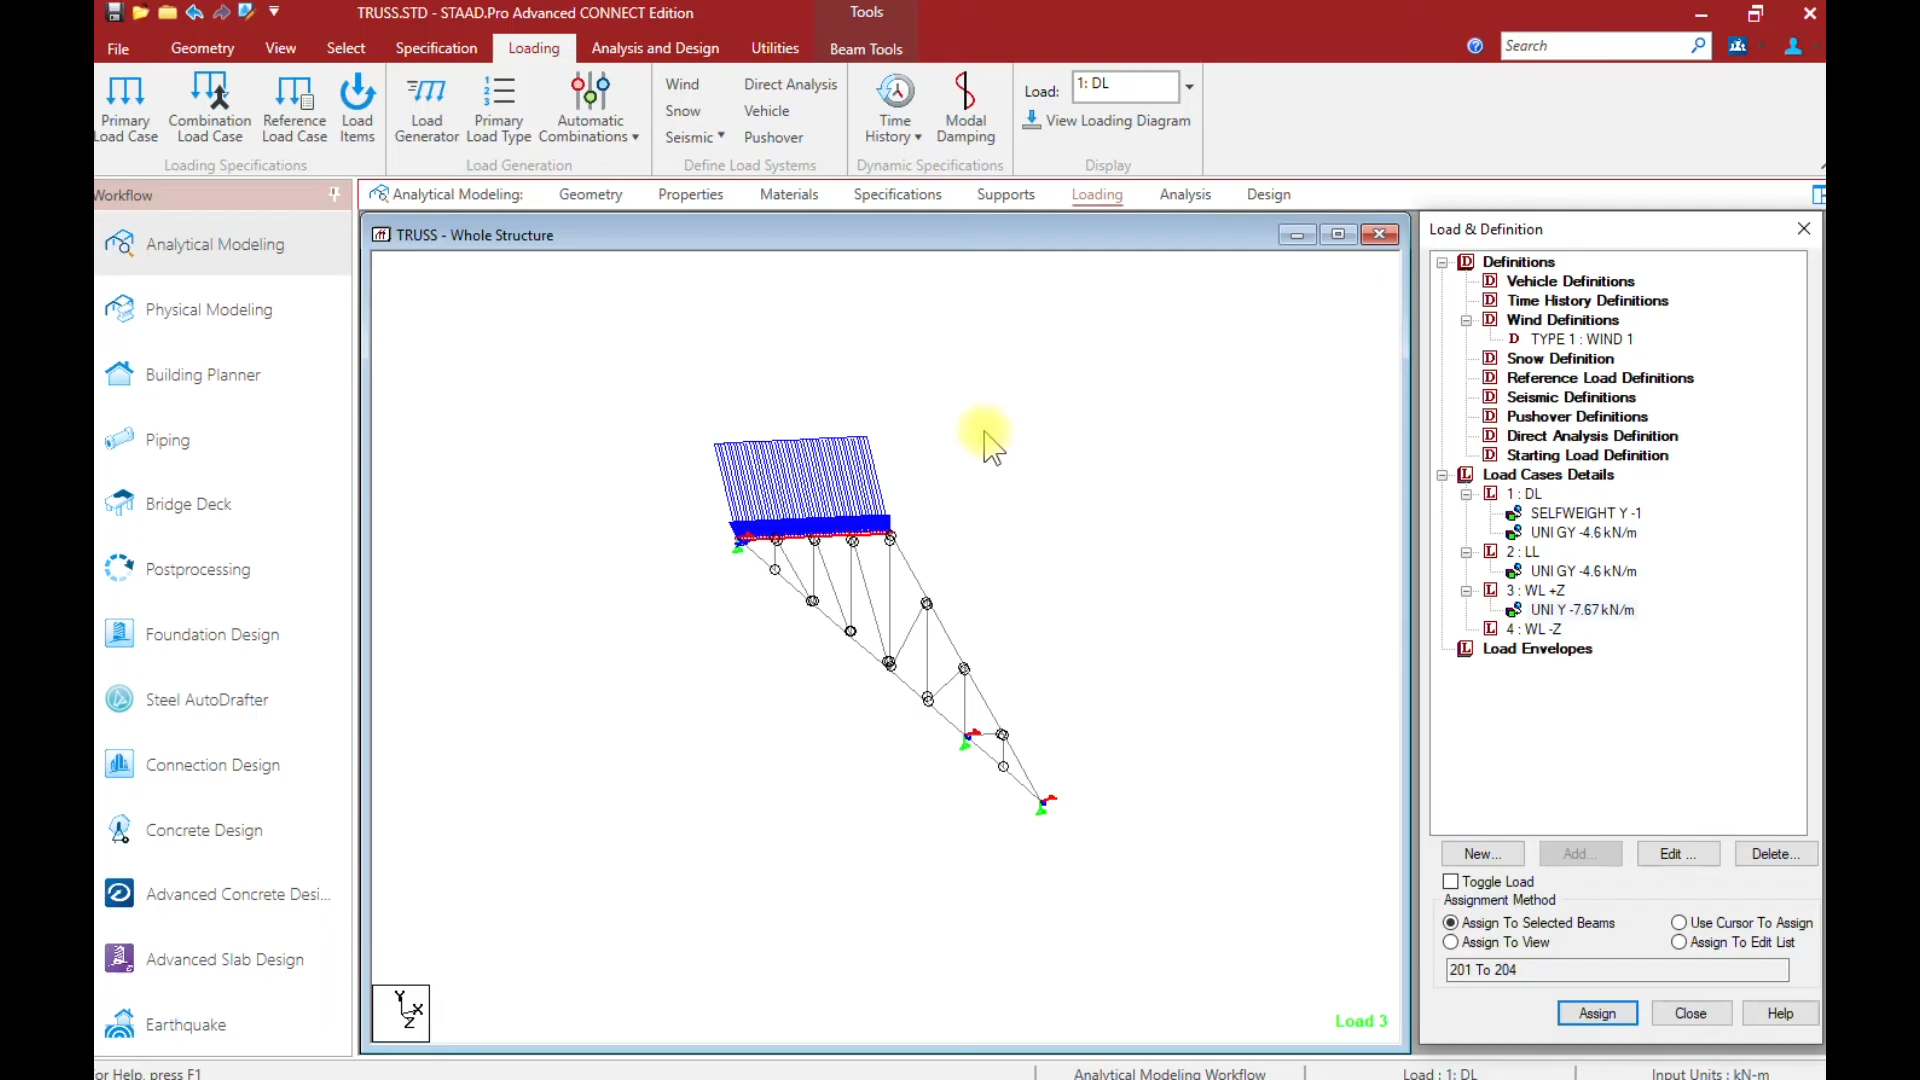 TRUSS.STD - STAAD.Pro Advanced CONNECT Edition
Tools
File
Geometry
View
Select
Specification
Loading
Analysis and Design
Utilities
Beam Tools
Search
Primary
Load Case
Combination
Load Case
Reference
Load Case
Load
Items
Loading Specifications
Load
Generator
Primary
Load Type
Automatic
Combinations
Load Generation
Wind
Snow
Seismic
Direct Analysis
Vehicle
Pushover
Define Load Systems
Time
History
Modal
Damping
Dynamic Specifications
Load:
1: DL
View Loading Diagram
Display
Workflow
Analytical Modeling:
Geometry
Properties
Materials
Specifications
Supports
Loading
Analysis
Design
Analytical Modeling
Physical Modeling
Building Planner
Piping
Bridge Deck
Postprocessing
Foundation Design
Steel AutoDrafter
Connection Design
Concrete Design
Advanced Concrete Desi...
Advanced Slab Design
Earthquake
TRUSS - Whole Structure
Y
X
Z
Load 3
Load & Definition
Definitions
Vehicle Definitions
Time History Definitions
Wind Definitions
TYPE 1 : WIND 1
Snow Definition
Reference Load Definitions
Seismic Definitions
Pushover Definitions
Direct Analysis Definition
Starting Load Definition
Load Cases Details
1 : DL
SELFWEIGHT Y -1
UNI GY -4.6 kN/m
2 : LL
UNI GY -4.6 kN/m
3 : WL +Z
UNI Y -7.67 kN/m
4 : WL -Z
Load Envelopes
New...
Add...
Edit ...
Delete...
Toggle Load
Assignment Method
Assign To Selected Beams
Use Cursor To Assign
Assign To View
Assign To Edit List
201 To 204
Assign
Close
Help
or Help, press F1
Analytical Modeling Workflow
Load : 1: DL
Input Units : kN-m